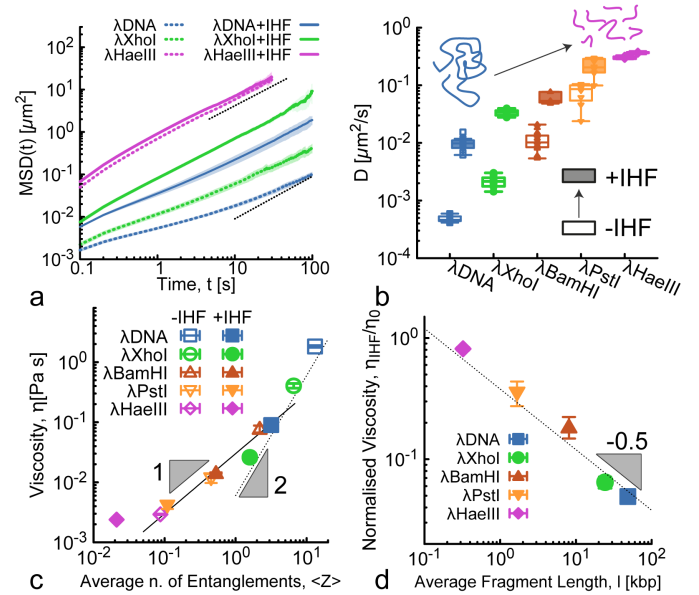 MSD(t) [μm²]
10²
10¹
10⁰
10⁻¹
10⁻²
10⁻³
λDNA
λXhoI
λHaeIII
λDNA+IHF
λXhoI+IHF
λHaeIII+IHF
0.1
1
10
100
Time, t [s]
a
D [μm²/s]
10⁰
10⁻¹
10⁻²
10⁻³
10⁻⁴
+IHF
-IHF
λDNA
λXhoI
λBamHI
λPstI
λHaeIII
b
Viscosity, η[Pa s]
10¹
10⁰
10⁻¹
10⁻²
10⁻³
-IHF +IHF
λDNA
λXhoI
λBamHI
λPstI
λHaeIII
1
2
10⁻² 10⁻¹ 10⁰ 10¹ 10²
Average n. of Entanglements, <Z>
c
Normalised Viscosity, ηIHF/η0
10⁰
10⁻¹
λDNA
λXhoI
λBamHI
λPstI
λHaeIII
-0.5
10⁻¹ 10⁰ 10¹ 10²
Average Fragment Length, l [kbp]
d